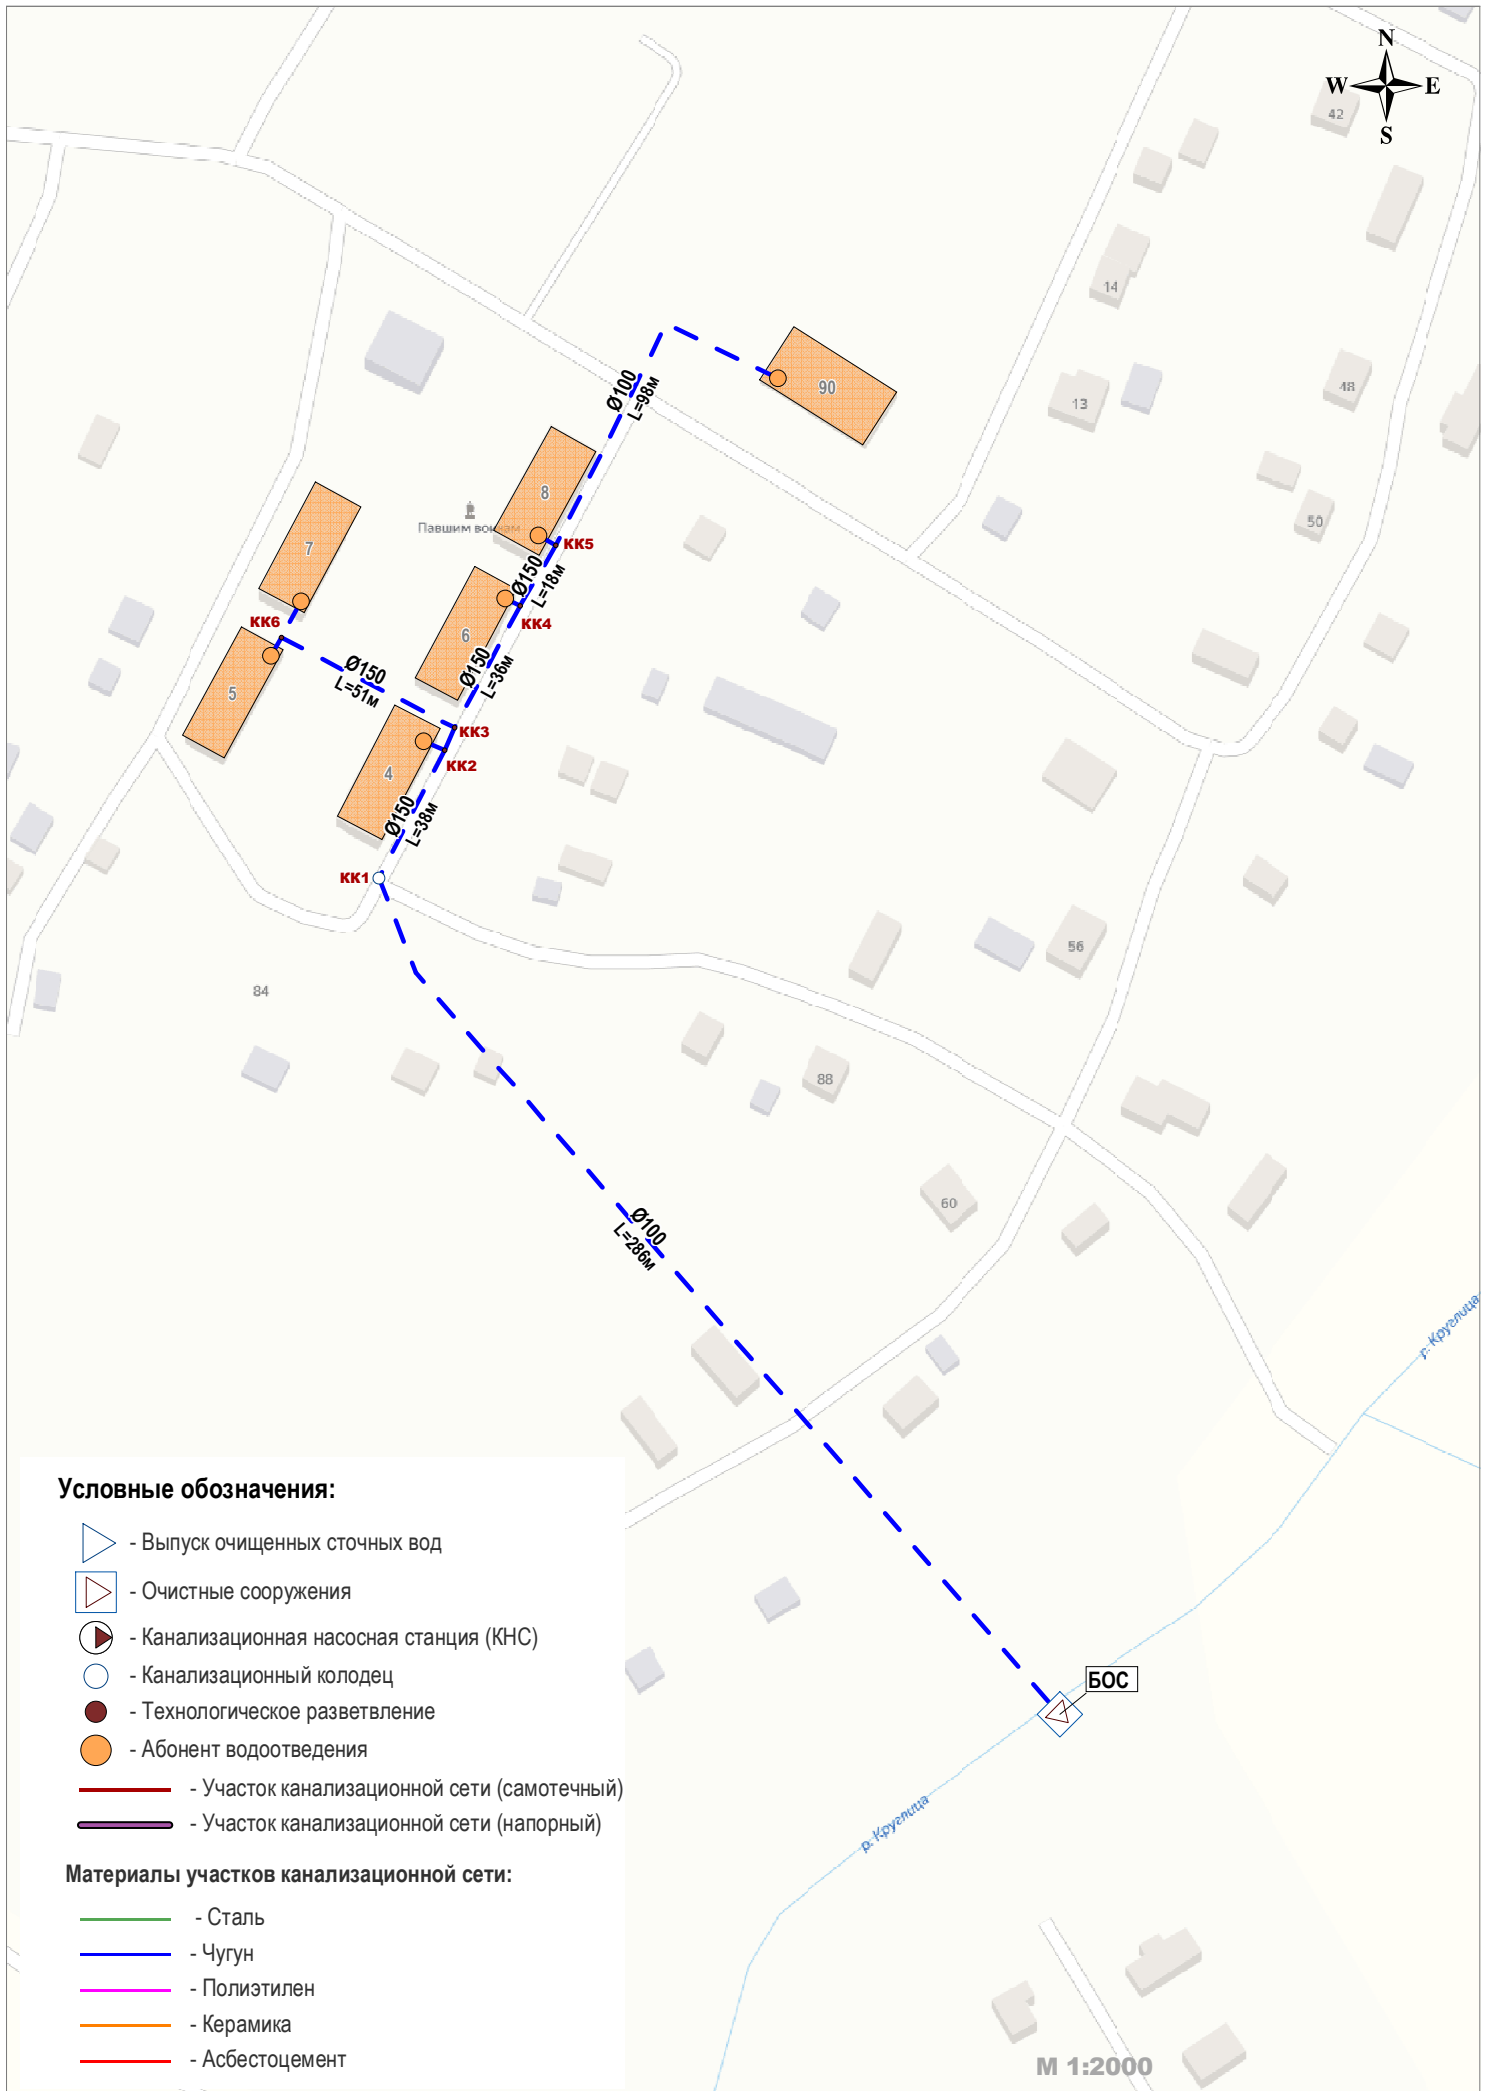 N
W E
S
42
14
90
Ø100
L=98м
13
48
8
50
Павшим воинам
7
КК5
Ø150
L=18м
КК6
КК4
6
Ø150
L=36м
Ø150
L=51м
5
КК3
КК2
4
Ø150
L=38м
КК1
56
84
88
60
Ø100
L=286м
р. Круглица
БОС
р. Круглица
Условные обозначения:
- Выпуск очищенных сточных вод
- Очистные сооружения
- Канализационная насосная станция (КНС)
- Канализационный колодец
- Технологическое разветвление
- Абонент водоотведения
- Участок канализационной сети (самотечный)
- Участок канализационной сети (напорный)
Материалы участков канализационной сети:
- Сталь
- Чугун
- Полиэтилен
- Керамика
- Асбестоцемент
М 1:2000